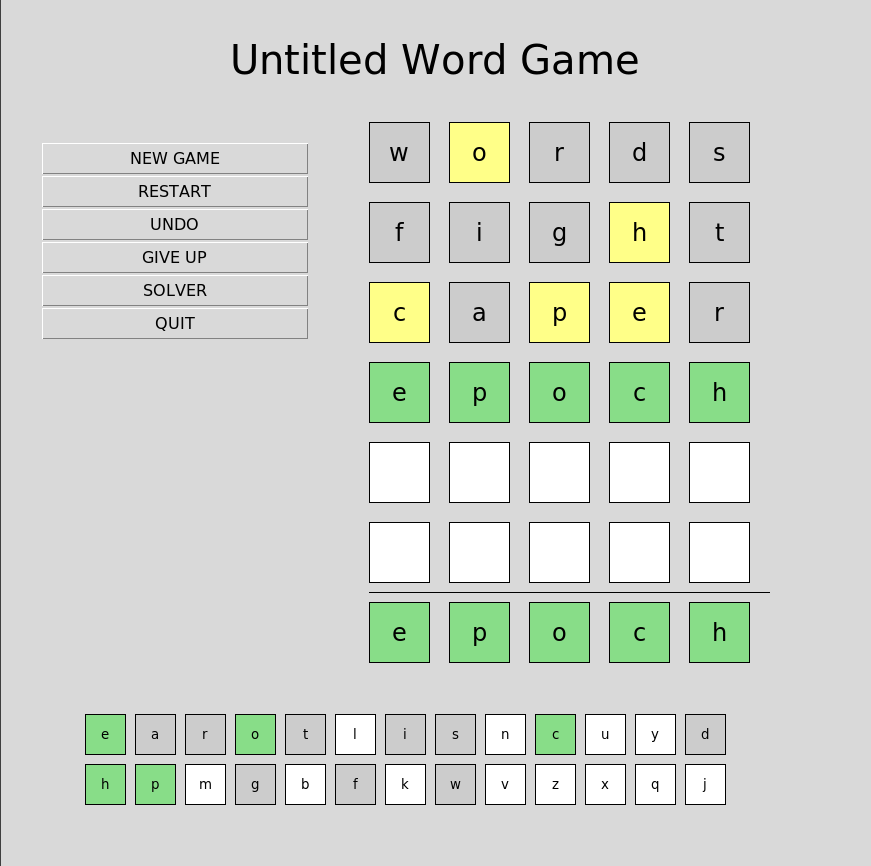 Untitled Word Game
NEW GAME
RESTART
UNDO
GIVE UP
SOLVER
QUIT
w o r d s
f i g h t
c a p e r
e p o c h
e p o c h
e a r o t l i s n c u y d
h p m g b f k w v z x q j